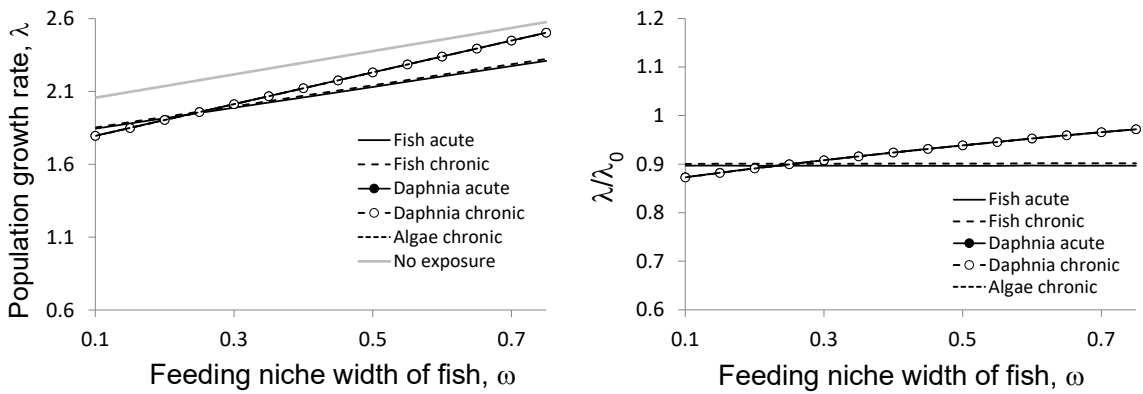 2.6
2.1
1.6
1.1
0.6
Population growth rate, λ
Fish acute
Fish chronic
Daphnia acute
Daphnia chronic
Algae chronic
No exposure
0.1 0.3 0.5 0.7
Feeding niche width of fish, ω
1.2
1.1
1
0.9
0.8
0.7
0.6
λ/λ0
Fish acute
Fish chronic
Daphnia acute
Daphnia chronic
Algae chronic
0.1 0.3 0.5 0.7
Feeding niche width of fish, ω